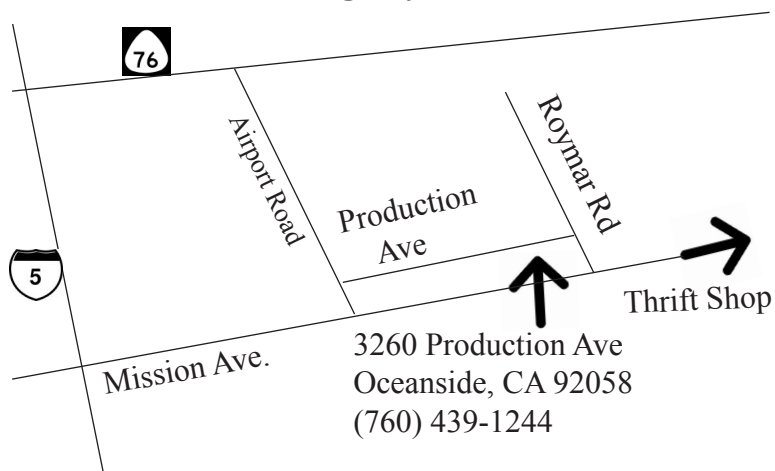 76
Airport Road
Roymar Rd
Production
Ave
5
Thrift Shop
Mission Ave.
3260 Production Ave
Oceanside, CA 92058
(760) 439-1244